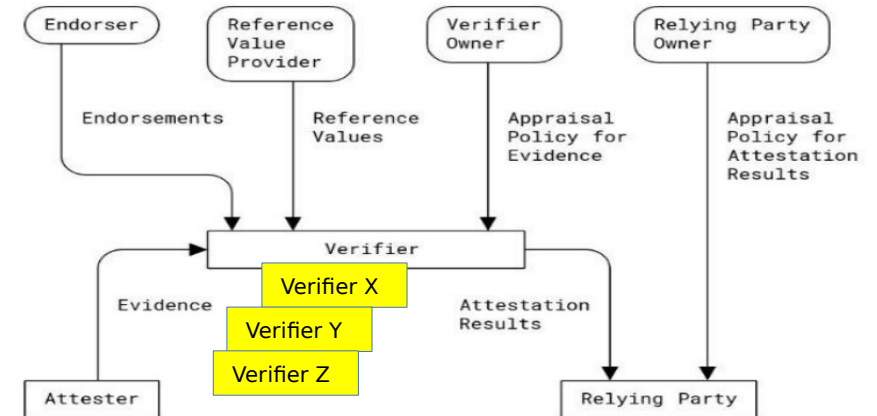 Endorser
Reference
Value
Provider
Verifier
Owner
Relying Party
Owner
Endorsements
Reference
Values
Appraisal
Policy for
Evidence
Appraisal
Policy for
Attestation
Results
Verifier
Verifier X
Evidence
Attestation
Results
Verifier Y
Verifier Z
Attester
Relying Party